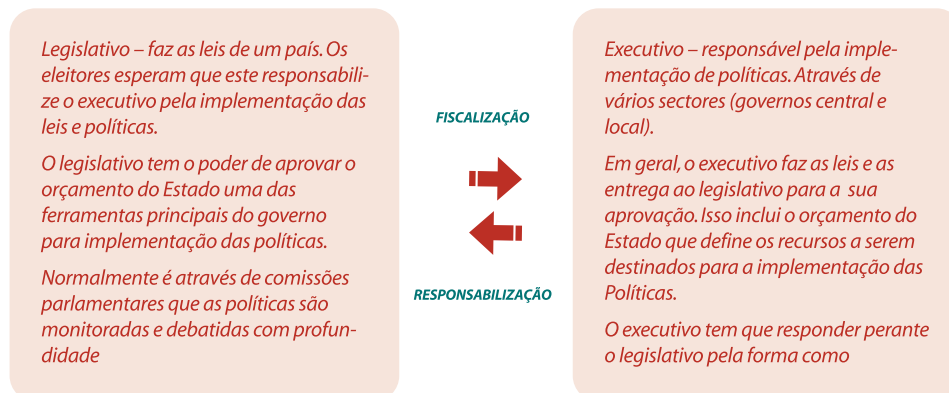 Legislativo – faz as leis de um país. Os
eleitores esperam que este responsabili-
ze o executivo pela implementação das
leis e políticas.
O legislativo tem o poder de aprovar o
orçamento do Estado uma das
ferramentas principais do governo
para implementação das políticas.
Normalmente é através de comissões
parlamentares que as políticas são
monitoradas e debatidas com profun-
didade
FISCALIZAÇÃO
RESPONSABILIZAÇÃO
Executivo – responsável pela imple-
mentação de políticas. Através de
vários sectores (governos central e
local).
Em geral, o executivo faz as leis e as
entrega ao legislativo para a sua
aprovação. Isso inclui o orçamento do
Estado que define os recursos a serem
destinados para a implementação das
Políticas.
O executivo tem que responder perante
o legislativo pela forma como